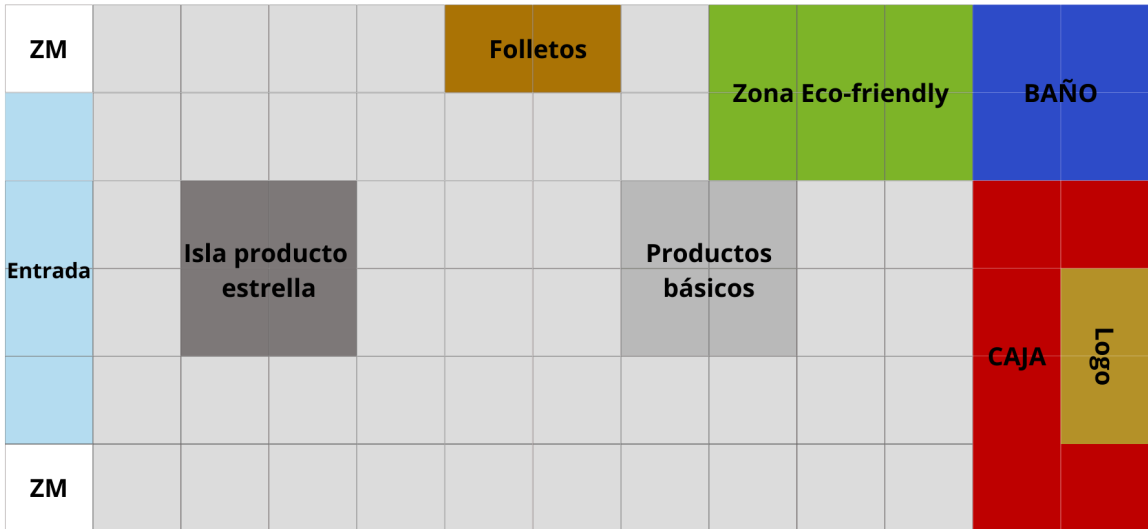 ZM
Folletos
Zona Eco-friendly
BAÑO
Entrada
Isla producto
estrella
Productos
básicos
CAJA
Logo
ZM